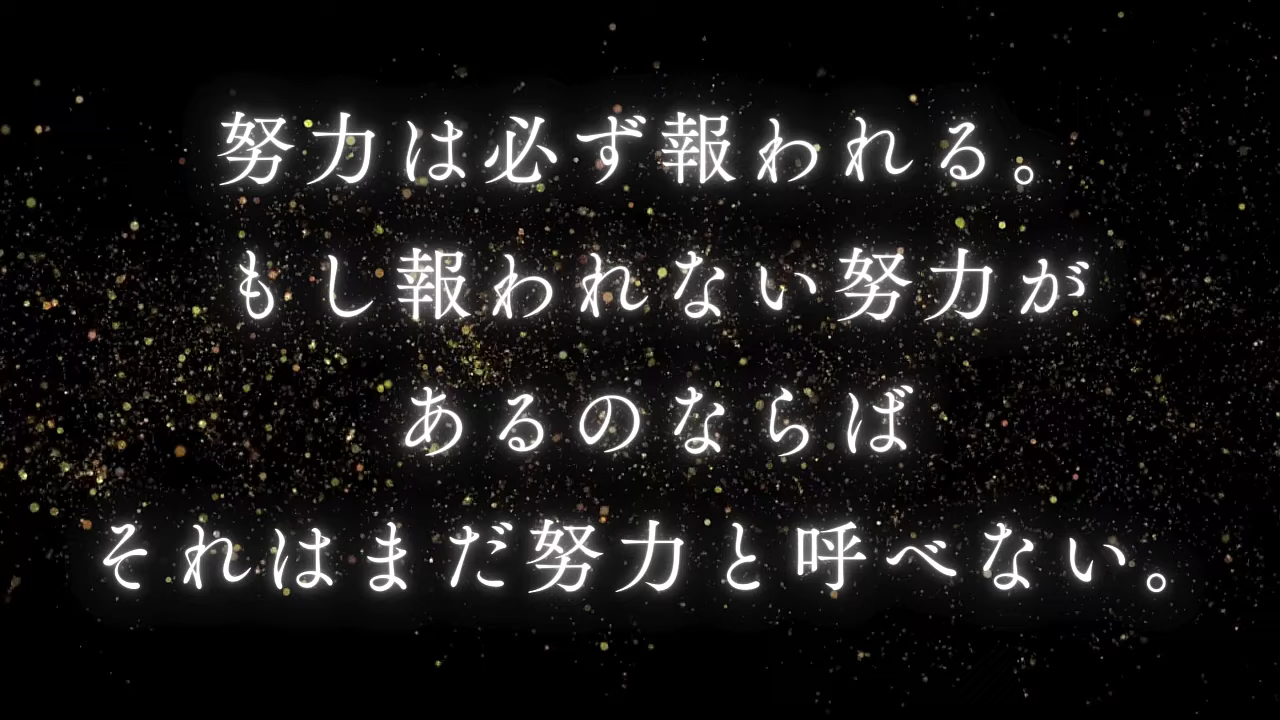 努力は必ず報われる。
もし報われない努力が
あるのならば
それはまだ努力と呼べない。